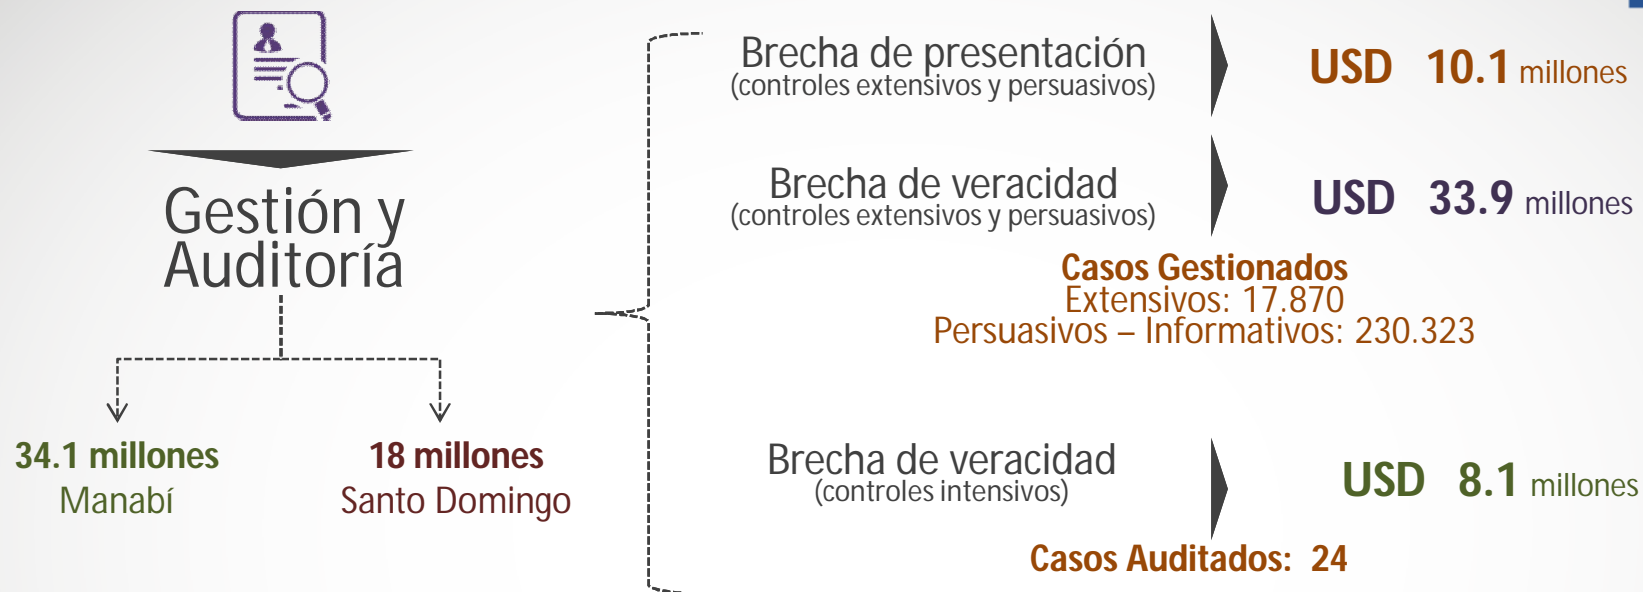 Gestión y
Auditoría
34.1 millones
Manabí
18 millones
Santo Domingo
Brecha de presentación
(controles extensivos y persuasivos)
USD 10.1 millones
Brecha de veracidad
(controles extensivos y persuasivos)
USD 33.9 millones
Casos Gestionados
Extensivos: 17.870
Persuasivos – Informativos: 230.323
Brecha de veracidad
(controles intensivos)
USD 8.1 millones
Casos Auditados: 24